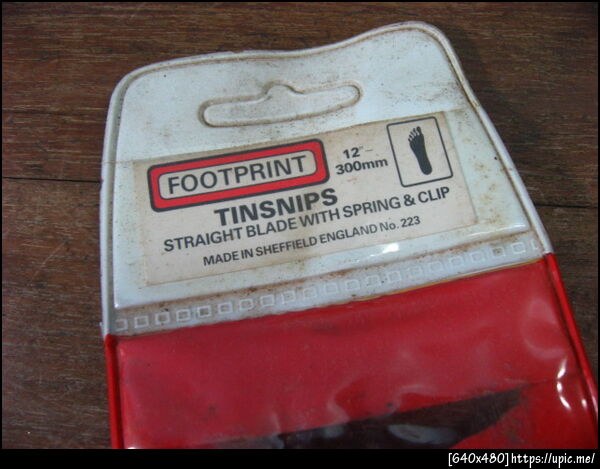 FOOTPRINT
12"-
300mm
TINSNIPS
STRAIGHT BLADE WITH SPRING & CLIP
MADE IN SHEFFIELD ENGLAND No. 223
[640x480]https://upic.me/